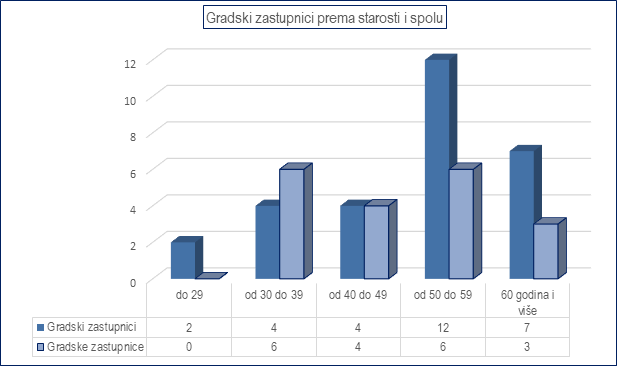 Gradski zastupnici prema starosti i spolu
12
10
8
6
4
2
0
do 29 od 30 do 39 od 40 do 49 od 50 do 59 60 godina i
više
Gradski zastupnici 2 4 4 12 7
Gradske zastupnice 0 6 4 6 3